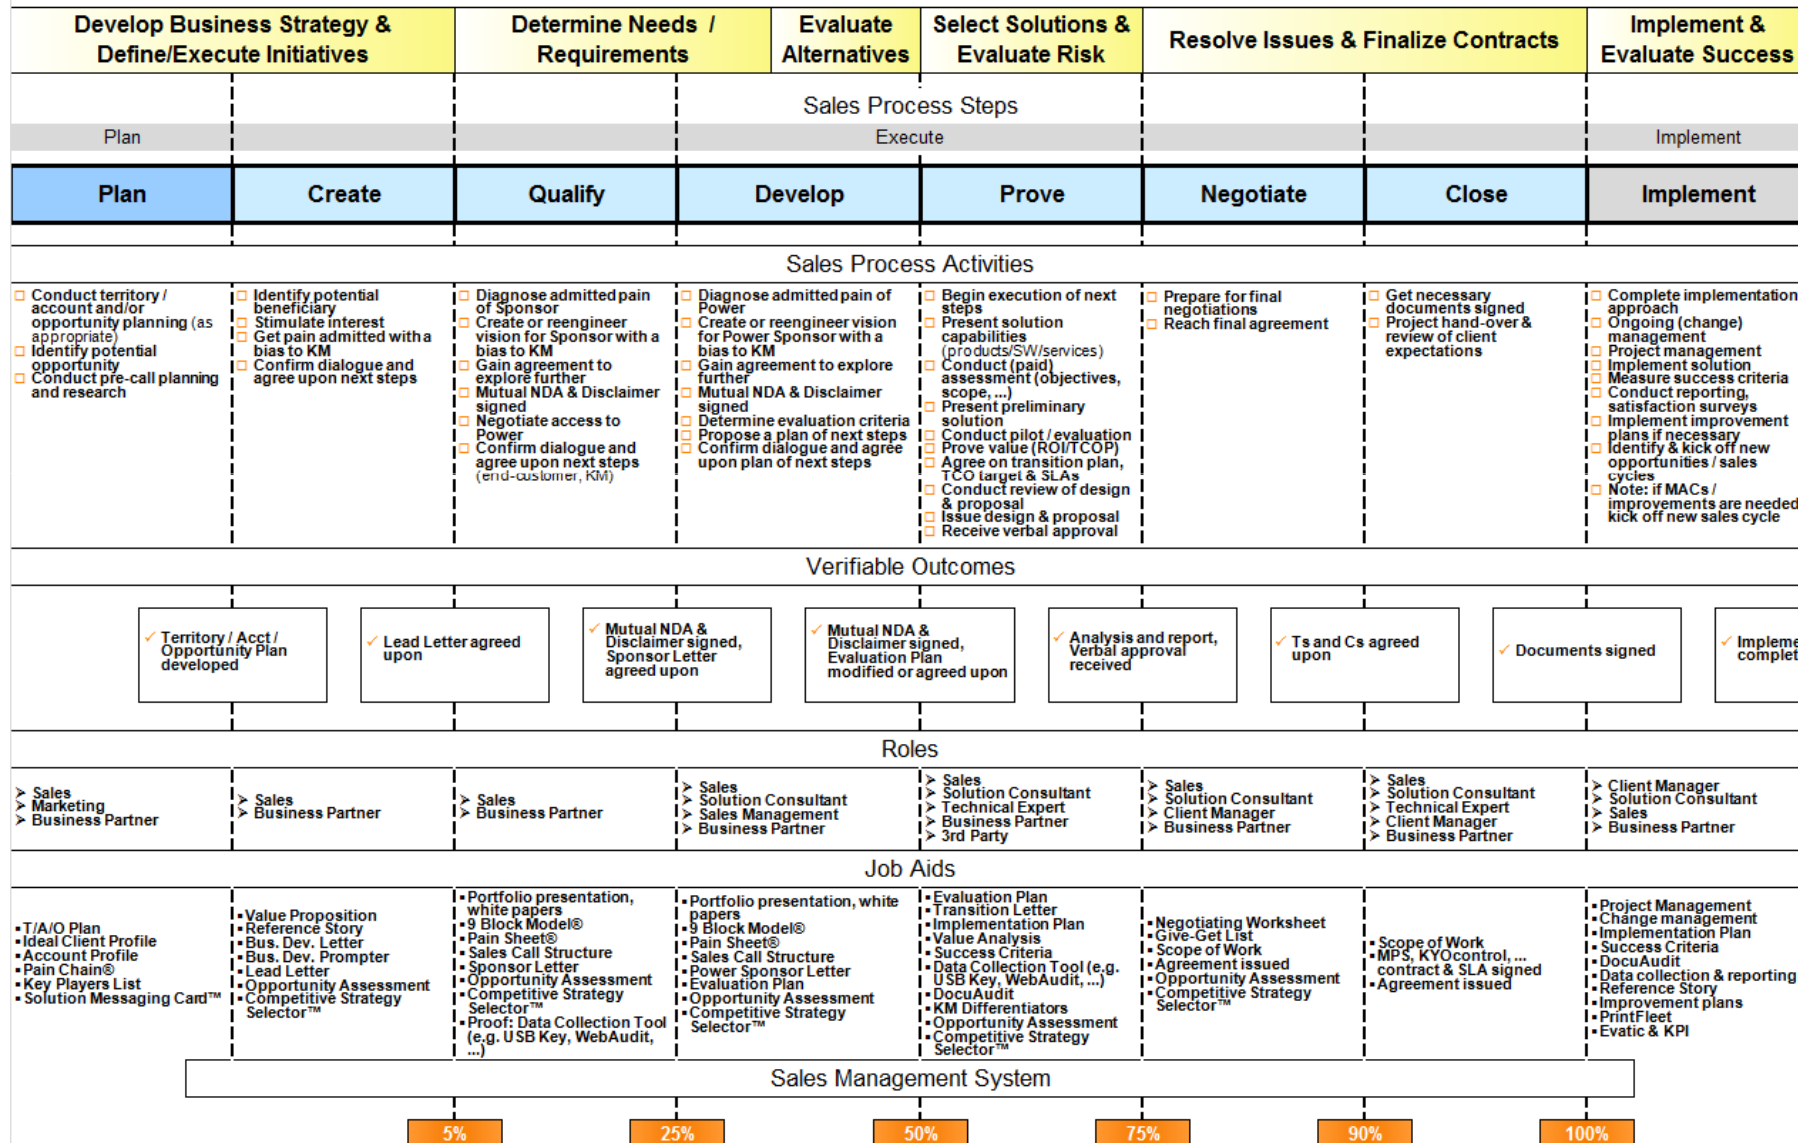 Develop Business Strategy &
Define/Execute Initiatives
Determine Needs /
Requirements
Evaluate
Alternatives
Select Solutions &
Evaluate Risk
Resolve Issues & Finalize Contracts
Implement &
Evaluate Success
Sales Process Steps
Plan
Execute
Implement
Plan
Create
Qualify
Develop
Prove
Negotiate
Close
Implement
Sales Process Activities
Conduct territory /
account and/or
opportunity planning (as
appropriate)
Identify potential
opportunity
Conduct pre-call planning
and research
Identify potential
beneficiary
Stimulate interest
Get pain admitted with a
bias to KM
Confirm dialogue and
agree upon next steps
Diagnose admitted pain
of Sponsor
Create or reengineer
vision for Sponsor with a
bias to KM
Gain agreement to
explore further
Mutual NDA & Disclaimer
signed
Negotiate access to
Power
Confirm dialogue and
agree upon next steps
(end-customer, KM)
Diagnose admitted pain of
Power
Create or reengineer vision
for Power Sponsor with a
bias to KM
Gain agreement to explore
further
Mutual NDA & Disclaimer
signed
Determine evaluation criteria
Propose a plan of next steps
Confirm dialogue and agree
upon plan of next steps
Begin execution of next
steps
Present solution
capabilities
(products/SW/services)
Conduct (paid)
assessment (objectives,
scope, ...)
Present preliminary
solution
Conduct pilot / evaluation
Prove value (ROI/TCOP)
Agree on transition plan,
TCO target & SLAs
Conduct review of design
& proposal
Issue design & proposal
Receive verbal approval
Prepare for final
negotiations
Reach final agreement
Get necessary
documents signed
Project hand-over &
review of client
expectations
Complete implementation
approach
Ongoing (change)
management
Project management
Implement solution
Measure success criteria
Conduct reporting,
satisfaction surveys
Implement improvement
plans if necessary
Identify & kick off new
opportunities / sales
cycles
Note: if MACs /
improvements are needed
kick off new sales cycle
Verifiable Outcomes
Territory / Acct /
Opportunity Plan
developed
Lead Letter agreed
upon
Mutual NDA &
Disclaimer signed,
Sponsor Letter
agreed upon
Mutual NDA &
Disclaimer signed,
Evaluation Plan
modified or agreed upon
Analysis and report,
Verbal approval
received
Ts and Cs agreed
upon
Documents signed
Impleme
complet
Roles
Sales
Marketing
Business Partner
Sales
Business Partner
Sales
Business Partner
Sales
Solution Consultant
Sales Management
Business Partner
Sales
Solution Consultant
Technical Expert
Business Partner
3rd Party
Sales
Solution Consultant
Client Manager
Business Partner
Sales
Solution Consultant
Technical Expert
Client Manager
Business Partner
Client Manager
Solution Consultant
Sales
Business Partner
Job Aids
T/A/O Plan
Ideal Client Profile
Account Profile
Pain Chain®
Key Players List
Solution Messaging Card™
Value Proposition
Reference Story
Bus. Dev. Letter
Bus. Dev. Prompter
Lead Letter
Opportunity Assessment
Competitive Strategy
Selector™
Portfolio presentation,
white papers
9 Block Model®
Pain Sheet®
Sales Call Structure
Sponsor Letter
Opportunity Assessment
Competitive Strategy
Selector™
Proof: Data Collection Tool
(e.g. USB Key, WebAudit,
...)
Portfolio presentation, white
papers
9 Block Model®
Pain Sheet®
Sales Call Structure
Power Sponsor Letter
Evaluation Plan
Opportunity Assessment
Competitive Strategy
Selector™
Evaluation Plan
Transition Letter
Implementation Plan
Value Analysis
Success Criteria
Data Collection Tool (e.g.
USB Key, WebAudit, ...)
DocuAudit
KM Differentiators
Opportunity Assessment
Competitive Strategy
Selector™
Negotiating Worksheet
Give-Get List
Scope of Work
Agreement issued
Opportunity Assessment
Competitive Strategy
Selector™
Scope of Work
MPS, KYOcontrol, ...
contract & SLA signed
Agreement issued
Project Management
Change management
Implementation Plan
Success Criteria
DocuAudit
Data collection & reporting
Reference Story
Improvement plans
PrintFleet
Evatic & KPI
Sales Management System
5%
25%
50%
75%
90%
100%